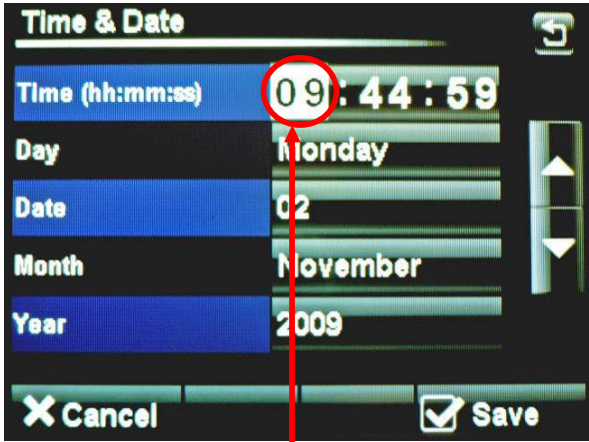 Time & Date
Time (hh:mm:ss) 09:44:59
Day Monday
Date 02
Month November
Year 2009
Cancel Save